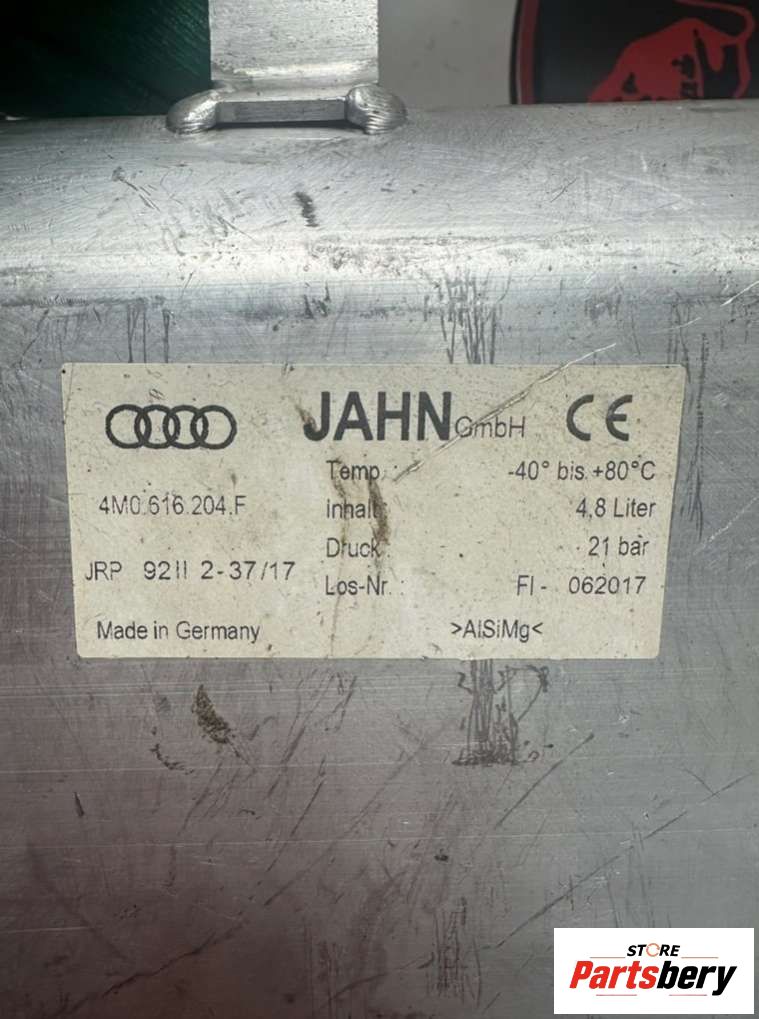 JAHN GmbH CE
4M0.616.204.F
JRP 92II 2-37/17
Made in Germany
Temp.: -40° bis +80°C
Inhalt: 4,8 Liter
Druck: 21 bar
Los-Nr.: FI- 062017
>AlSiMg<
STORE
Partsbery